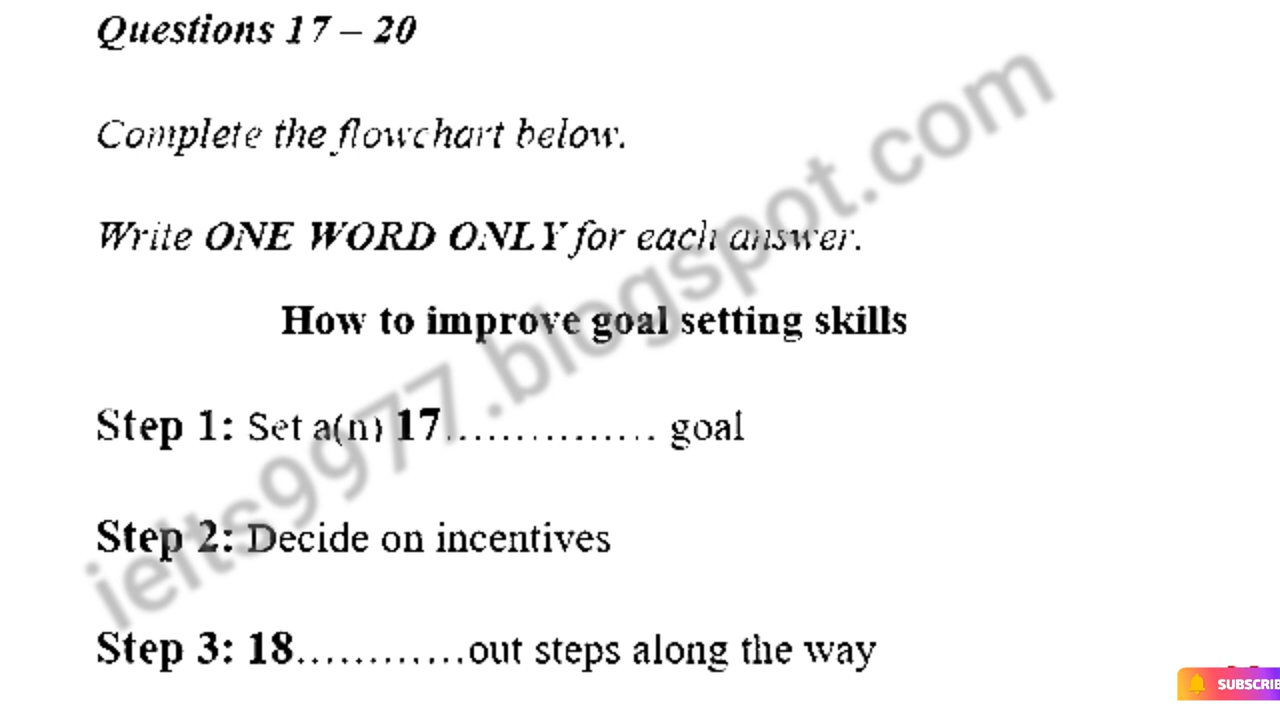 Questions 17 – 20
Complete the flowchart below.
Write ONE WORD ONLY for each answer.
How to improve goal setting skills
Step 1: Set a(n) 17............... goal
Step 2: Decide on incentives
Step 3: 18............out steps along the way
ielts9977.blogspot.com
SUBSCRIBE